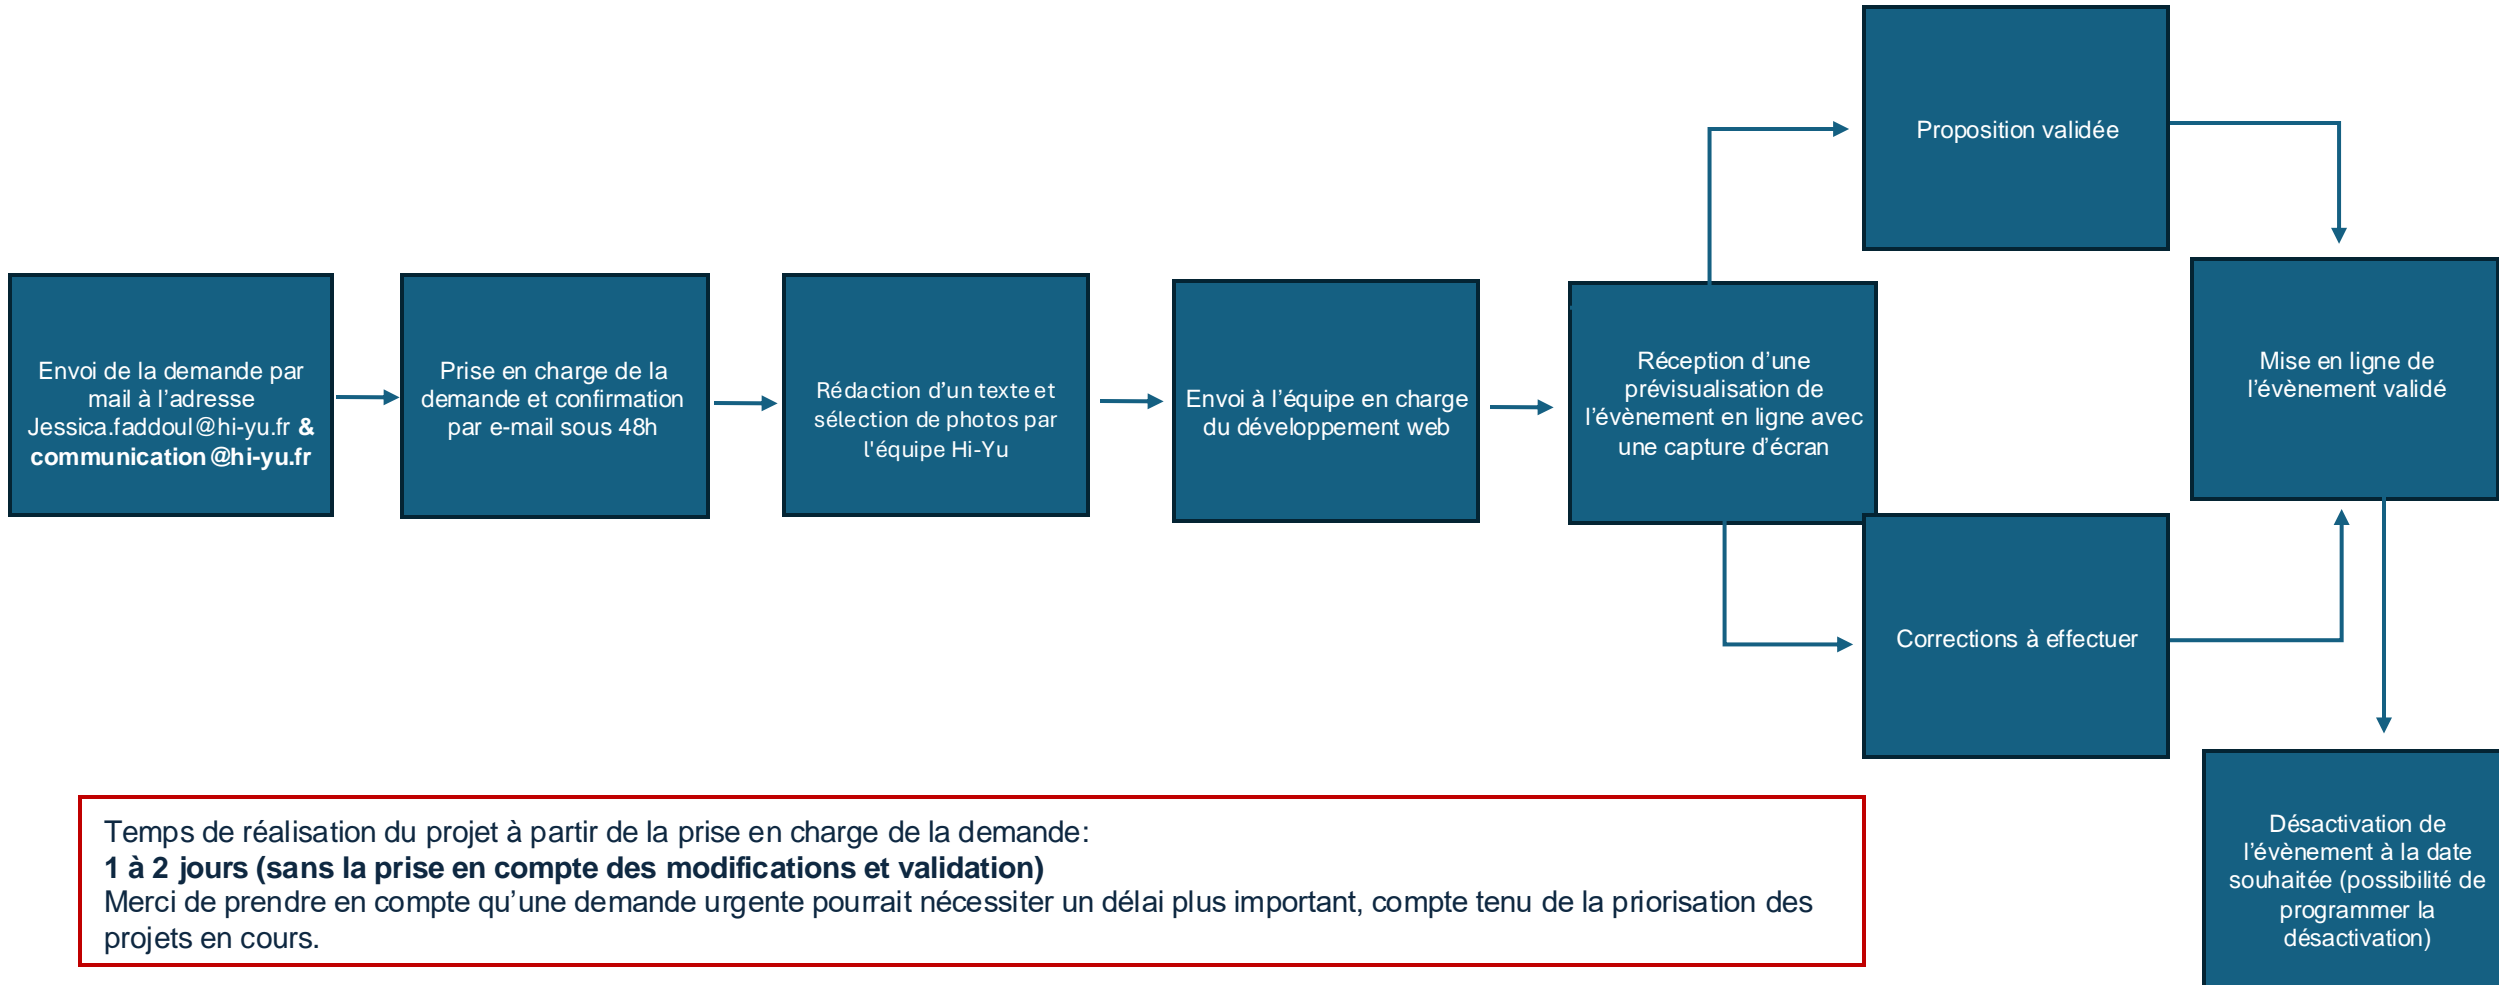 Envoi de la demande par
mail à l’adresse
Jessica.faddoul@hi-yu.fr &
communication@hi-yu.fr
Prise en charge de la
demande et confirmation
par e-mail sous 48h
Rédaction d’un texte et
sélection de photos par
l'équipe Hi-Yu
Envoi à l’équipe en charge
du développement web
Réception d’une
prévisualisation de
l’évènement en ligne avec
une capture d’écran
Proposition validée
Corrections à effectuer
Mise en ligne de
l’évènement validé
Désactivation de
l’évènement à la date
souhaitée (possibilité de
programmer la
désactivation)
Temps de réalisation du projet à partir de la prise en charge de la demande:
1 à 2 jours (sans la prise en compte des modifications et validation)
Merci de prendre en compte qu’une demande urgente pourrait nécessiter un délai plus important, compte tenu de la priorisation des
projets en cours.